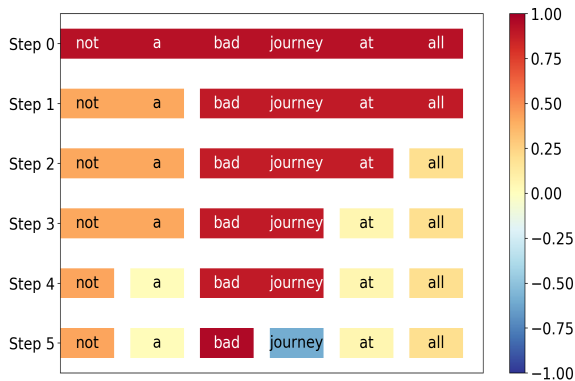 Step 0 not a bad journey at all
Step 1 not a bad journey at all
Step 2 not a bad journey at all
Step 3 not a bad journey at all
Step 4 not a bad journey at all
Step 5 not a bad journey at all
1.00
0.75
0.50
0.25
0.00
−0.25
−0.50
−0.75
−1.00